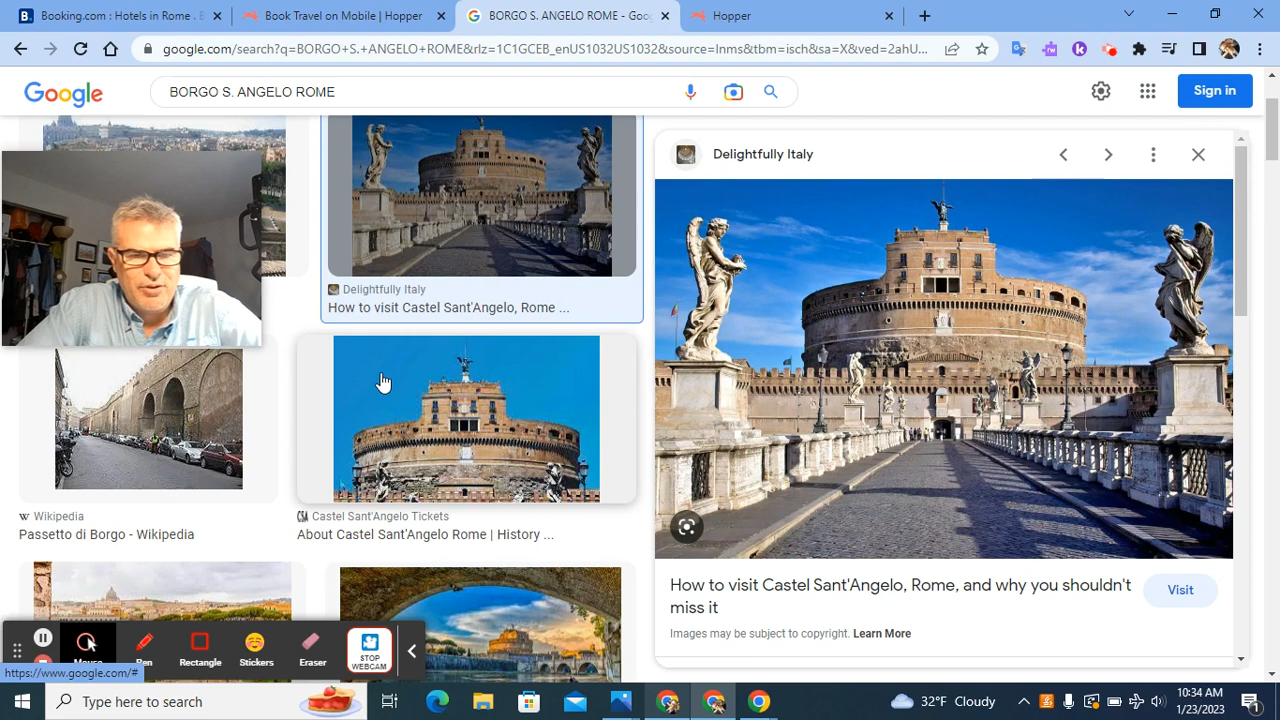 Booking.com : Hotels in Rome .
Book Travel on Mobile | Hopper
BORGO S. ANGELO ROME - Goo
Hopper
google.com/search?q=BORGO+S.+ANGELO+ROME&rlz=1C1GCEB_enUS1032US1032&source=lnms&tbm=isch&sa=X&ved=2ahU...
Google
BORGO S. ANGELO ROME
Sign in
Delightfully Italy
How to visit Castel Sant'Angelo, Rome ...
W Wikipedia
Passetto di Borgo - Wikipedia
Castel Sant'Angelo Tickets
About Castel Sant'Angelo Rome | History ...
Delightfully Italy
How to visit Castel Sant'Angelo, Rome, and why you shouldn't
miss it
Visit
Images may be subject to copyright. Learn More
Mouse
Pen
Rectangle
Stickers
Eraser
STOP
WEBCAM
https://www.google.com/#
Type here to search
32°F Cloudy
10:34 AM
1/23/2023
1